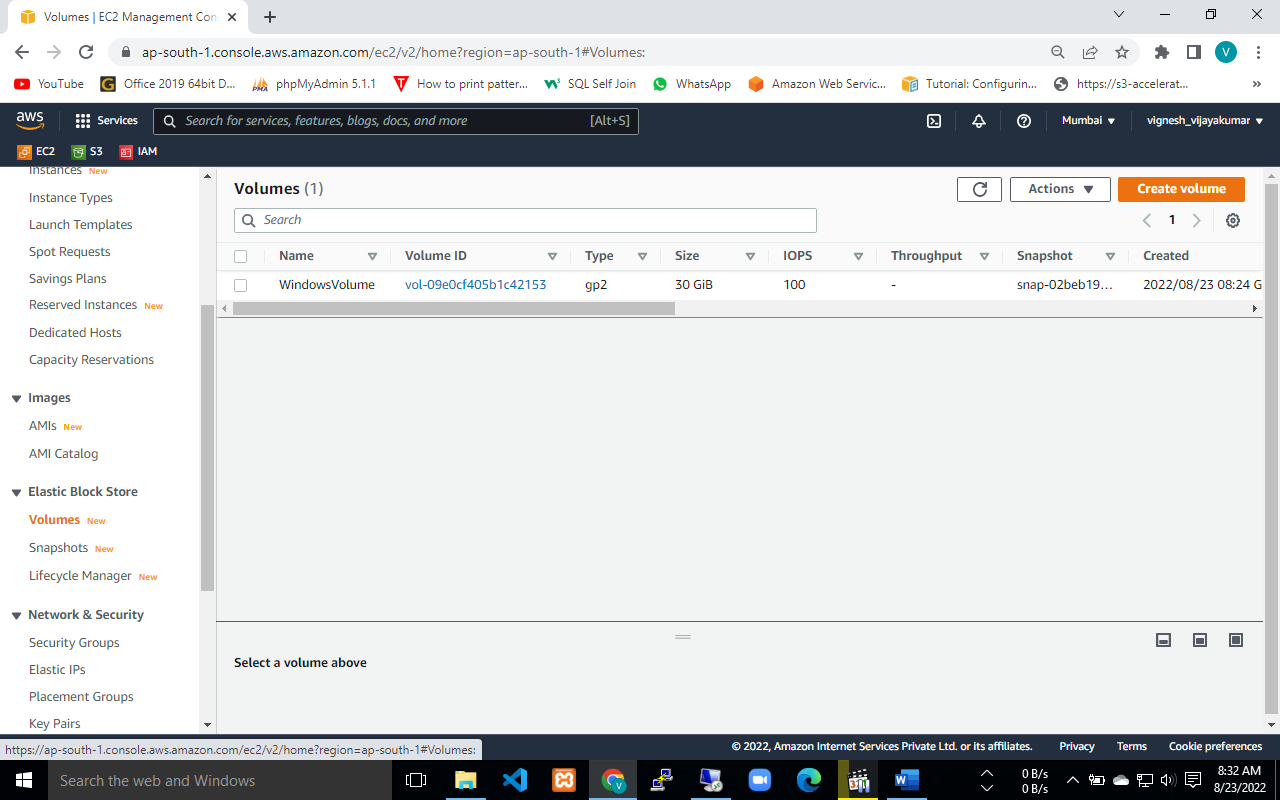 Volumes | EC2 Management Con
ap-south-1.console.aws.amazon.com/ec2/v2/home?region=ap-south-1#Volumes:
V
YouTube Office 2019 64bit D... phpMyAdmin 5.1.1 How to print patter... SQL Self Join WhatsApp Amazon Web Servic... Tutorial: Configurin... https://s3-accelerat... »
aws Services Search for services, features, blogs, docs, and more [Alt+S] Mumbai vignesh_vijayakumar
EC2 S3 IAM
Instances New
Instance Types
Launch Templates
Spot Requests
Savings Plans
Reserved Instances New
Dedicated Hosts
Capacity Reservations
Images
AMIs New
AMI Catalog
Elastic Block Store
Volumes New
Snapshots New
Lifecycle Manager New
Network & Security
Security Groups
Elastic IPs
Placement Groups
Key Pairs
Volumes (1) Actions Create volume
Search 1
Name Volume ID Type Size IOPS Throughput Snapshot Created
WindowsVolume vol-09e0cf405b1c42153 gp2 30 GiB 100 - snap-02beb19... 2022/08/23 08:24 G
Select a volume above
https://ap-south-1.console.aws.amazon.com/ec2/v2/home?region=ap-south-1#Volumes:
© 2022, Amazon Internet Services Private Ltd. or its affiliates. Privacy Terms Cookie preferences
Search the web and Windows
0 B/s
0 B/s
8:32 AM
8/23/2022